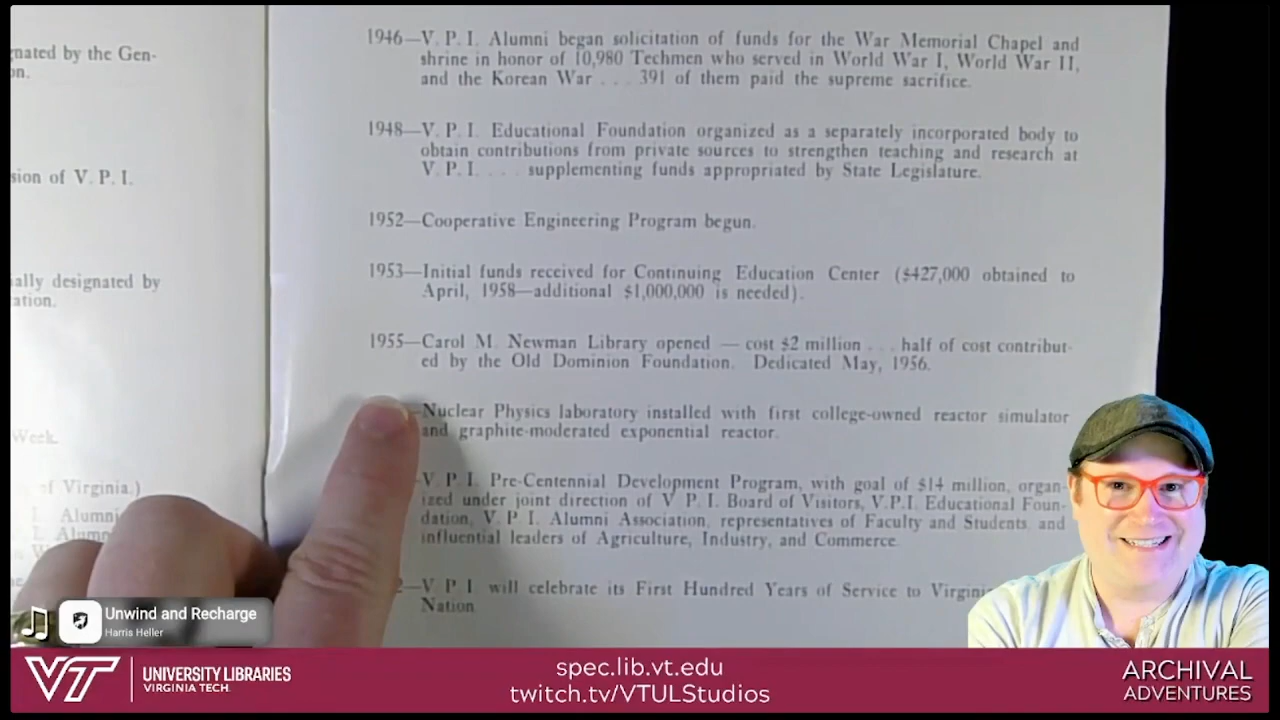 nated by the Gen-
on.
sion of V. P. I.
ally designated by
ation.
Week.
of Virginia.)
I. Alumni
1946—V. P. I. Alumni began solicitation of funds for the War Memorial Chapel and
shrine in honor of 10,980 Techmen who served in World War I, World War II,
and the Korean War . . . 391 of them paid the supreme sacrifice.
1948—V. P. I. Educational Foundation organized as a separately incorporated body to
obtain contributions from private sources to strengthen teaching and research at
V. P. I. . . . supplementing funds appropriated by State Legislature.
1952—Cooperative Engineering Program begun.
1953—Initial funds received for Continuing Education Center ($427,000 obtained to
April, 1958—additional $1,000,000 is needed).
1955—Carol M. Newman Library opened — cost $2 million . . . half of cost contribut-
ed by the Old Dominion Foundation. Dedicated May, 1956.
—Nuclear Physics laboratory installed with first college-owned reactor simulator
and graphite-moderated exponential reactor.
V. P. I. Pre-Centennial Development Program, with goal of $14 million, organ-
ized under joint direction of V. P. I. Board of Visitors, V.P.I. Educational Foun-
dation, V. P. I. Alumni Association, representatives of Faculty and Students, and
influential leaders of Agriculture, Industry, and Commerce.
2—V. P. I. will celebrate its First Hundred Years of Service to
Nation
Unwind and Recharge
Harris Heller
VT UNIVERSITY LIBRARIES
VIRGINIA TECH.
spec.lib.vt.edu
twitch.tv/VTULStudios
ARCHIVAL
ADVENTURES